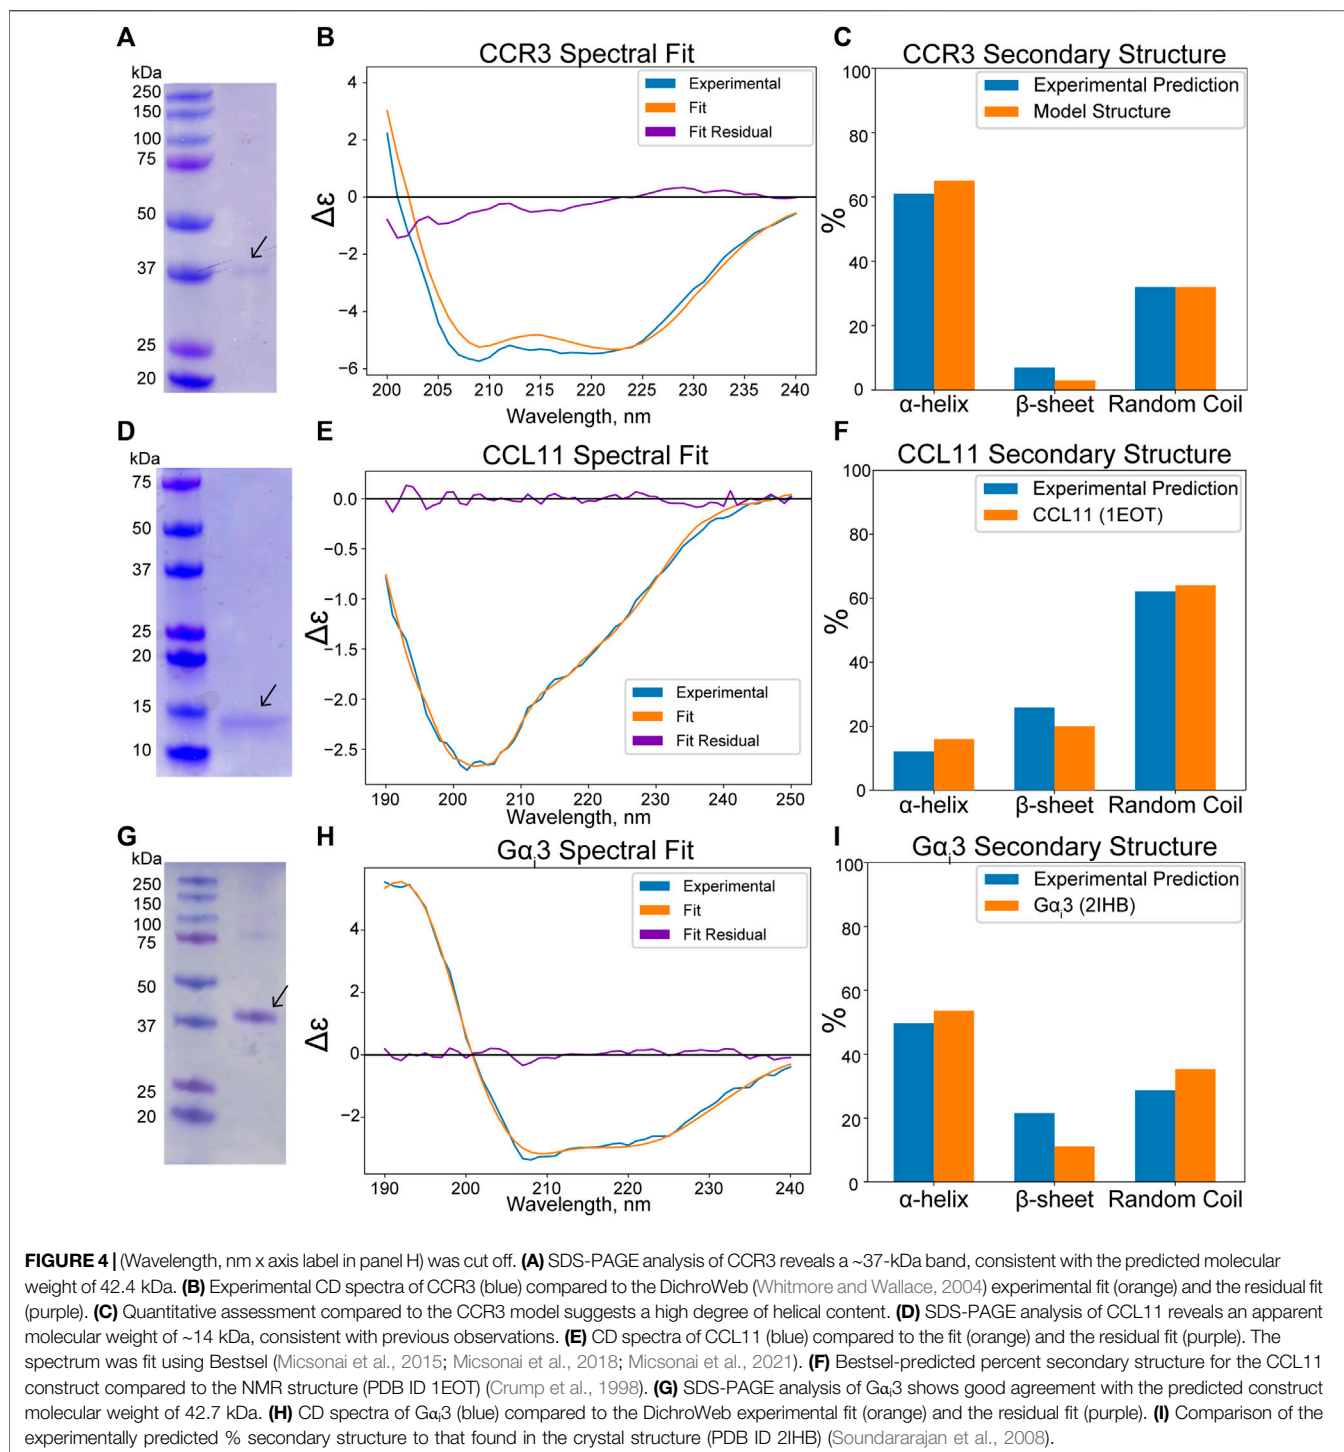 A
kDa
250
150
100
75
50
37
25
20
B
CCR3 Spectral Fit
Experimental
Fit
Fit Residual
4
2
0
−2
−4
−6
Δε
200 205 210 215 220 225 230 235 240
Wavelength, nm
C
CCR3 Secondary Structure
Experimental Prediction
Model Structure
100
80
60
40
20
0
%
α-helix β-sheet Random Coil
D
kDa
75
50
37
25
20
15
10
E
CCL11 Spectral Fit
0.0
−0.5
−1.0
−1.5
−2.0
−2.5
Δε
Experimental
Fit
Fit Residual
190 200 210 220 230 240 250
Wavelength, nm
F
CCL11 Secondary Structure
Experimental Prediction
CCL11 (1EOT)
100
80
60
40
20
0
%
α-helix β-sheet Random Coil
G
kDa
250
150
100
75
50
37
25
20
H
Gαi3 Spectral Fit
Experimental
Fit
Fit Residual
4
2
0
−2
Δε
190 200 210 220 230 240
Wavelength, nm
I
Gαi3 Secondary Structure
Experimental Prediction
Gαi3 (2IHB)
100
80
60
40
20
0
%
α-helix β-sheet Random Coil
FIGURE 4 | (Wavelength, nm x axis label in panel H) was cut off. (A) SDS-PAGE analysis of CCR3 reveals a ~37-kDa band, consistent with the predicted molecular
weight of 42.4 kDa. (B) Experimental CD spectra of CCR3 (blue) compared to the DichroWeb (Whitmore and Wallace, 2004) experimental fit (orange) and the residual fit
(purple). (C) Quantitative assessment compared to the CCR3 model suggests a high degree of helical content. (D) SDS-PAGE analysis of CCL11 reveals an apparent
molecular weight of ~14 kDa, consistent with previous observations. (E) CD spectra of CCL11 (blue) compared to the fit (orange) and the residual fit (purple). The
spectrum was fit using Bestsel (Micsonai et al., 2015; Micsonai et al., 2018; Micsonai et al., 2021). (F) Bestsel-predicted percent secondary structure for the CCL11
construct compared to the NMR structure (PDB ID 1EOT) (Crump et al., 1998). (G) SDS-PAGE analysis of Gαi3 shows good agreement with the predicted construct
molecular weight of 42.7 kDa. (H) CD spectra of Gαi3 (blue) compared to the DichroWeb experimental fit (orange) and the residual fit (purple). (I) Comparison of the
experimentally predicted % secondary structure to that found in the crystal structure (PDB ID 2IHB) (Soundararajan et al., 2008).